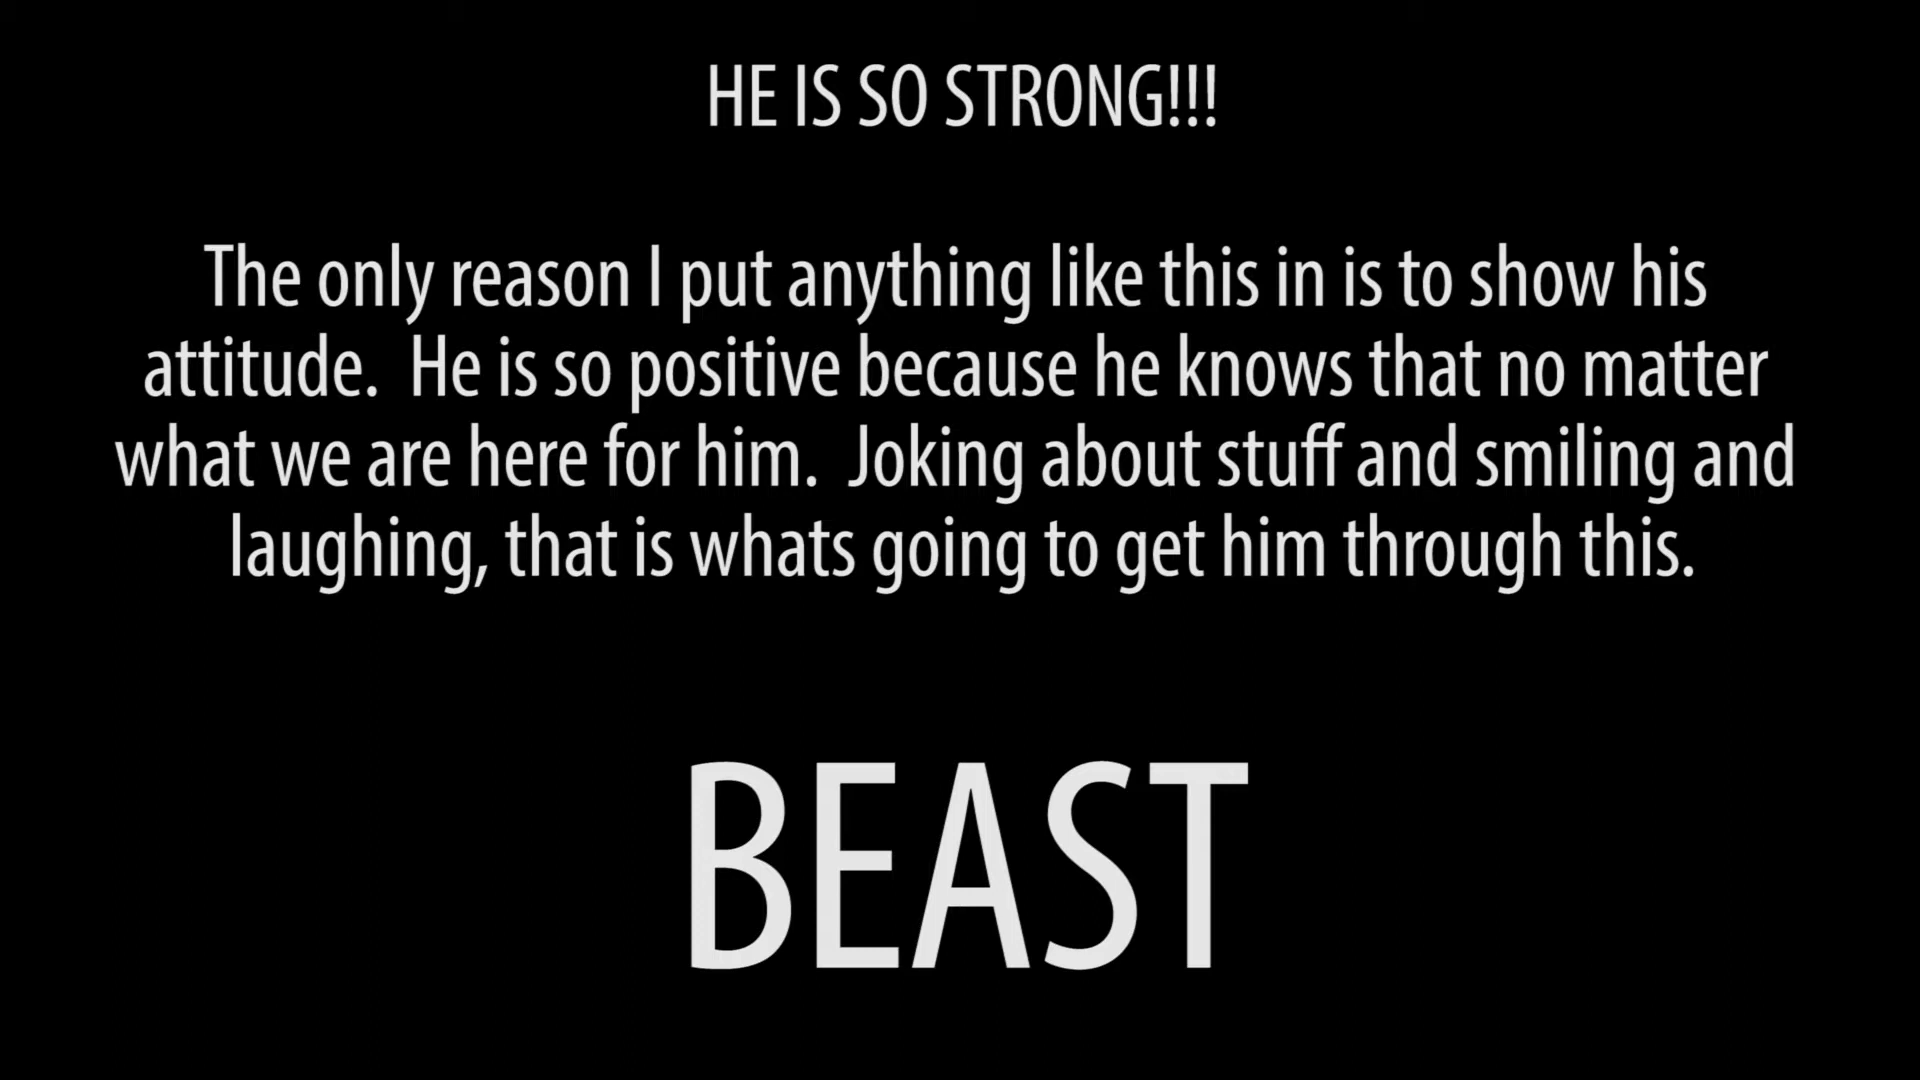 HE IS SO STRONG!!!
The only reason I put anything like this in is to show his
attitude.  He is so positive because he knows that no matter
what we are here for him.  Joking about stuff and smiling and
laughing, that is whats going to get him through this.
BEAST